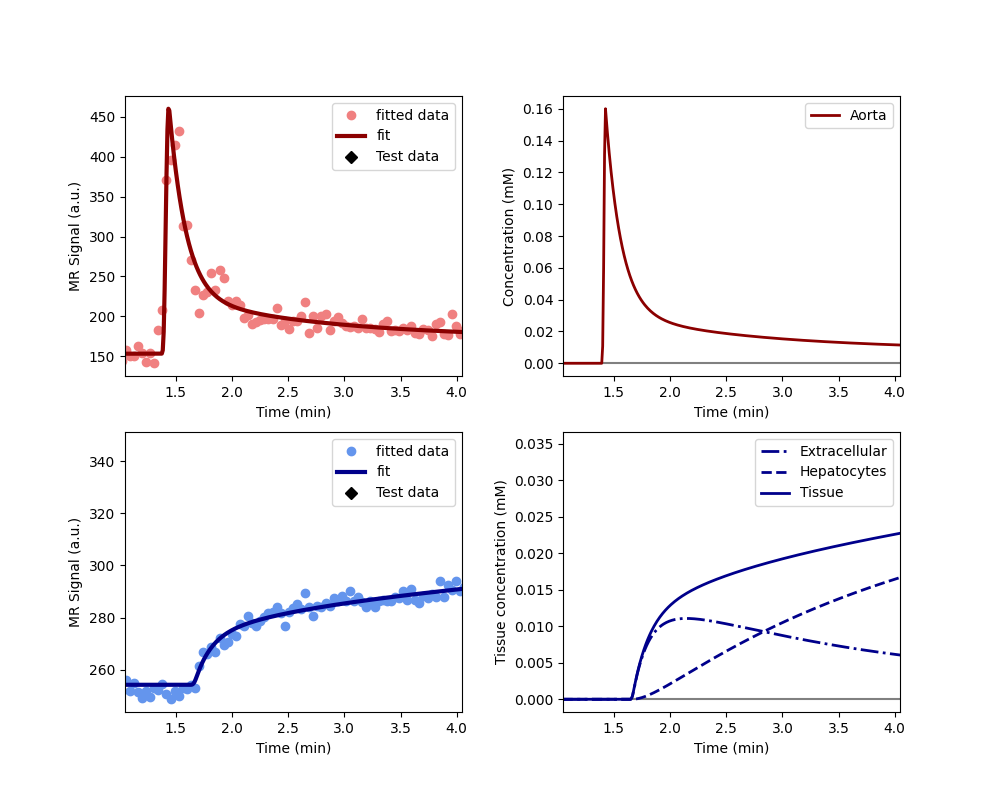 450
400
350
300
250
200
150
MR Signal (a.u.)
1.5 2.0 2.5 3.0 3.5 4.0
Time (min)
fitted data
fit
Test data
0.16
0.14
0.12
0.10
0.08
0.06
0.04
0.02
0.00
Concentration (mM)
1.5 2.0 2.5 3.0 3.5 4.0
Time (min)
Aorta
340
320
300
280
260
MR Signal (a.u.)
1.5 2.0 2.5 3.0 3.5 4.0
Time (min)
fitted data
fit
Test data
0.035
0.030
0.025
0.020
0.015
0.010
0.005
0.000
Tissue concentration (mM)
1.5 2.0 2.5 3.0 3.5 4.0
Time (min)
Extracellular
Hepatocytes
Tissue